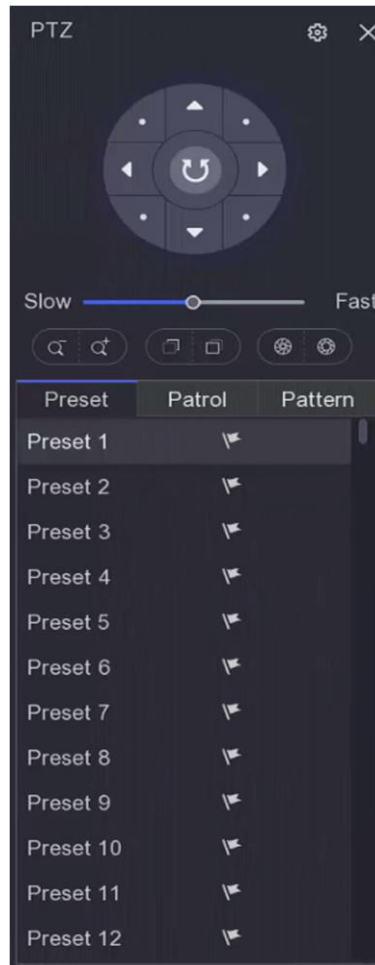 PTZ
Slow Fast
Preset Patrol Pattern
Preset 1
Preset 2
Preset 3
Preset 4
Preset 5
Preset 6
Preset 7
Preset 8
Preset 9
Preset 10
Preset 11
Preset 12